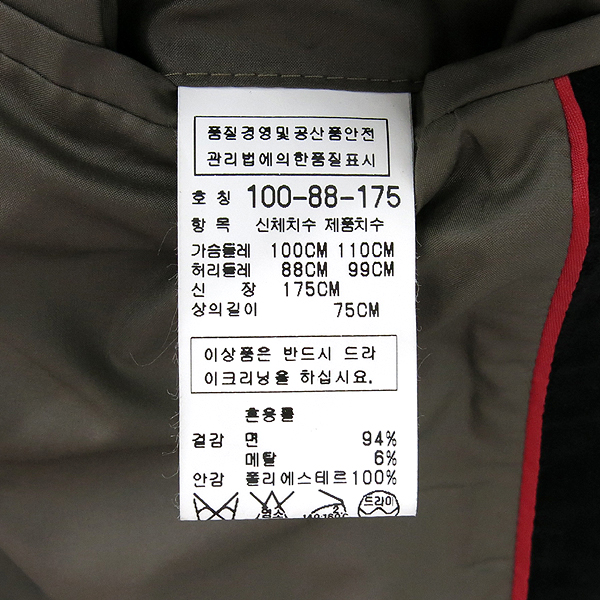 품질경영및공산품안전
관리법에의한품질표시
호 칭 100-88-175
항 목 신체치수 제품치수
가슴둘레 100CM 110CM
허리둘레 88CM 99CM
신 장 175CM
상의길이 75CM
이상품은 반드시 드라
이크리닝을 하십시요.
혼용률
겉감 면 94%
메탈 6%
안감 폴리에스테르100%
염소 2 드라이